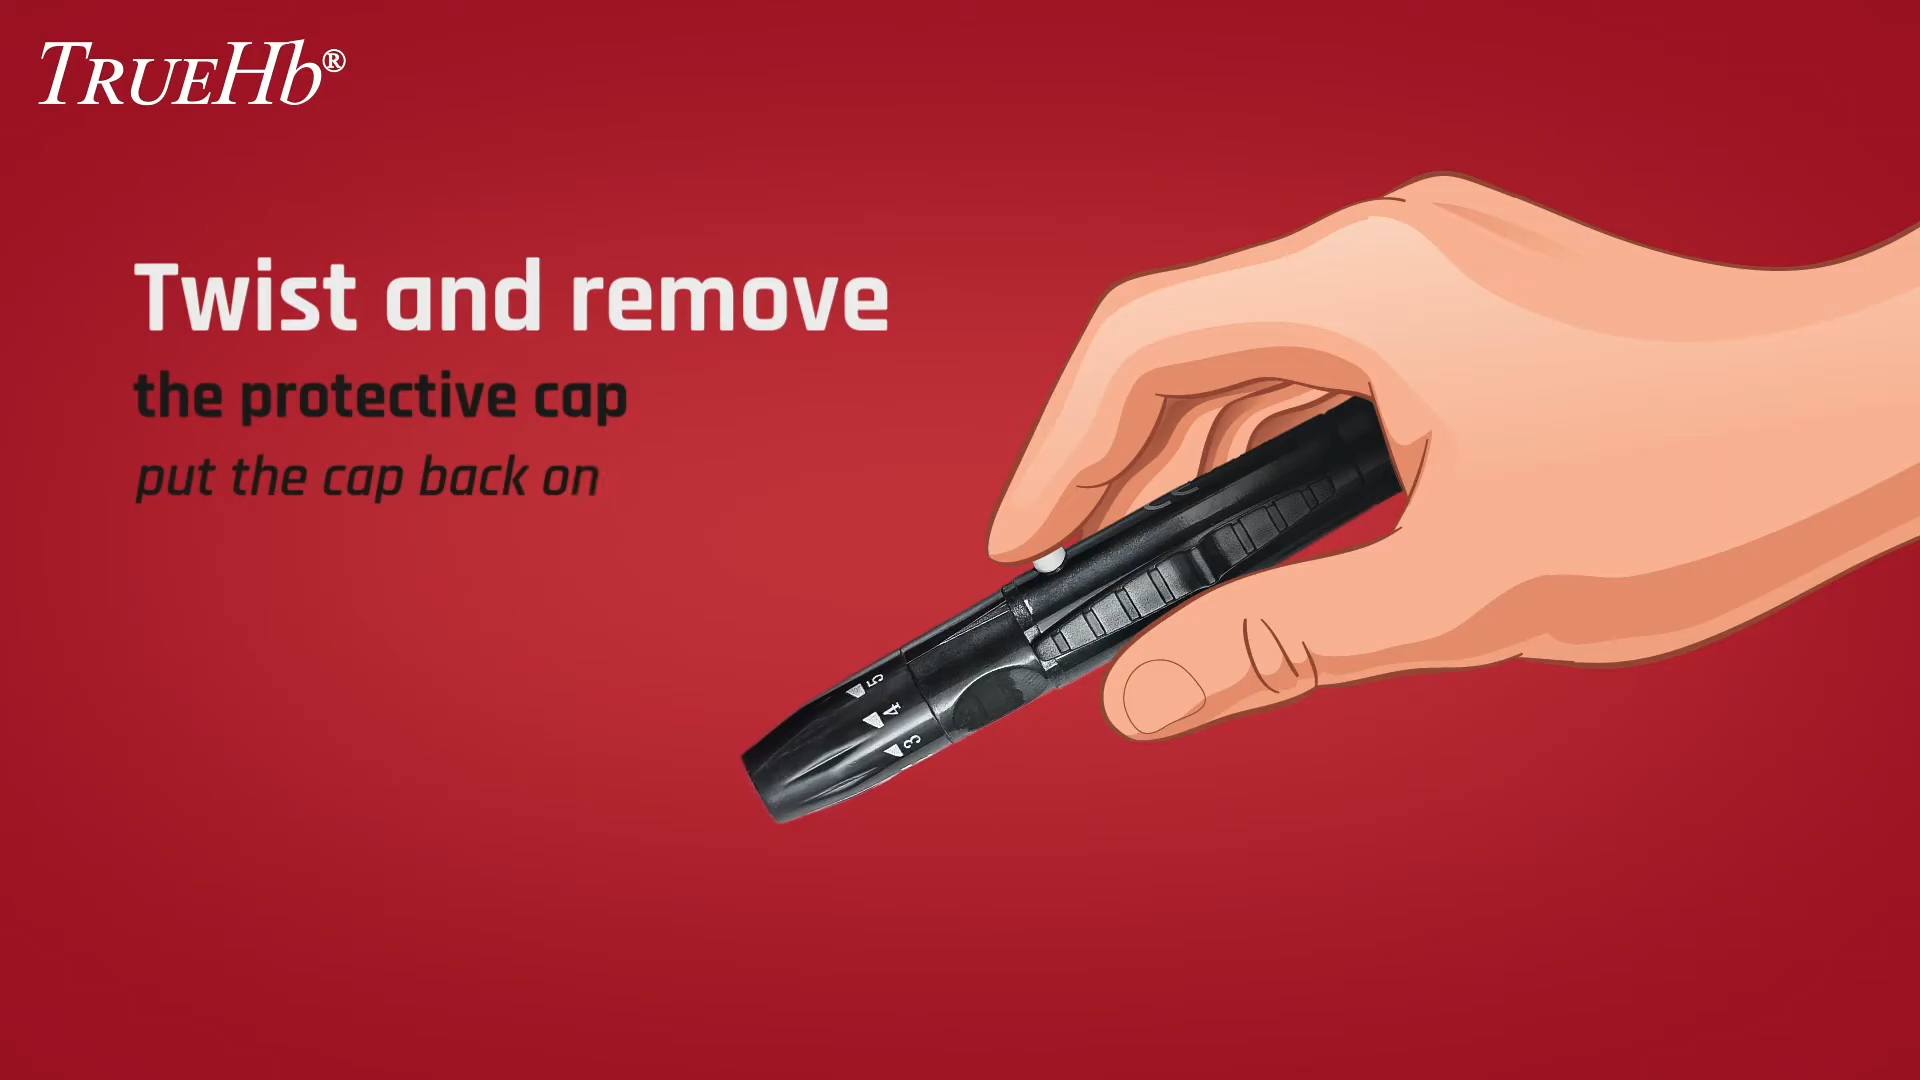 TRUEHb®
Twist and remove
the protective cap
put the cap back on
5
4
3